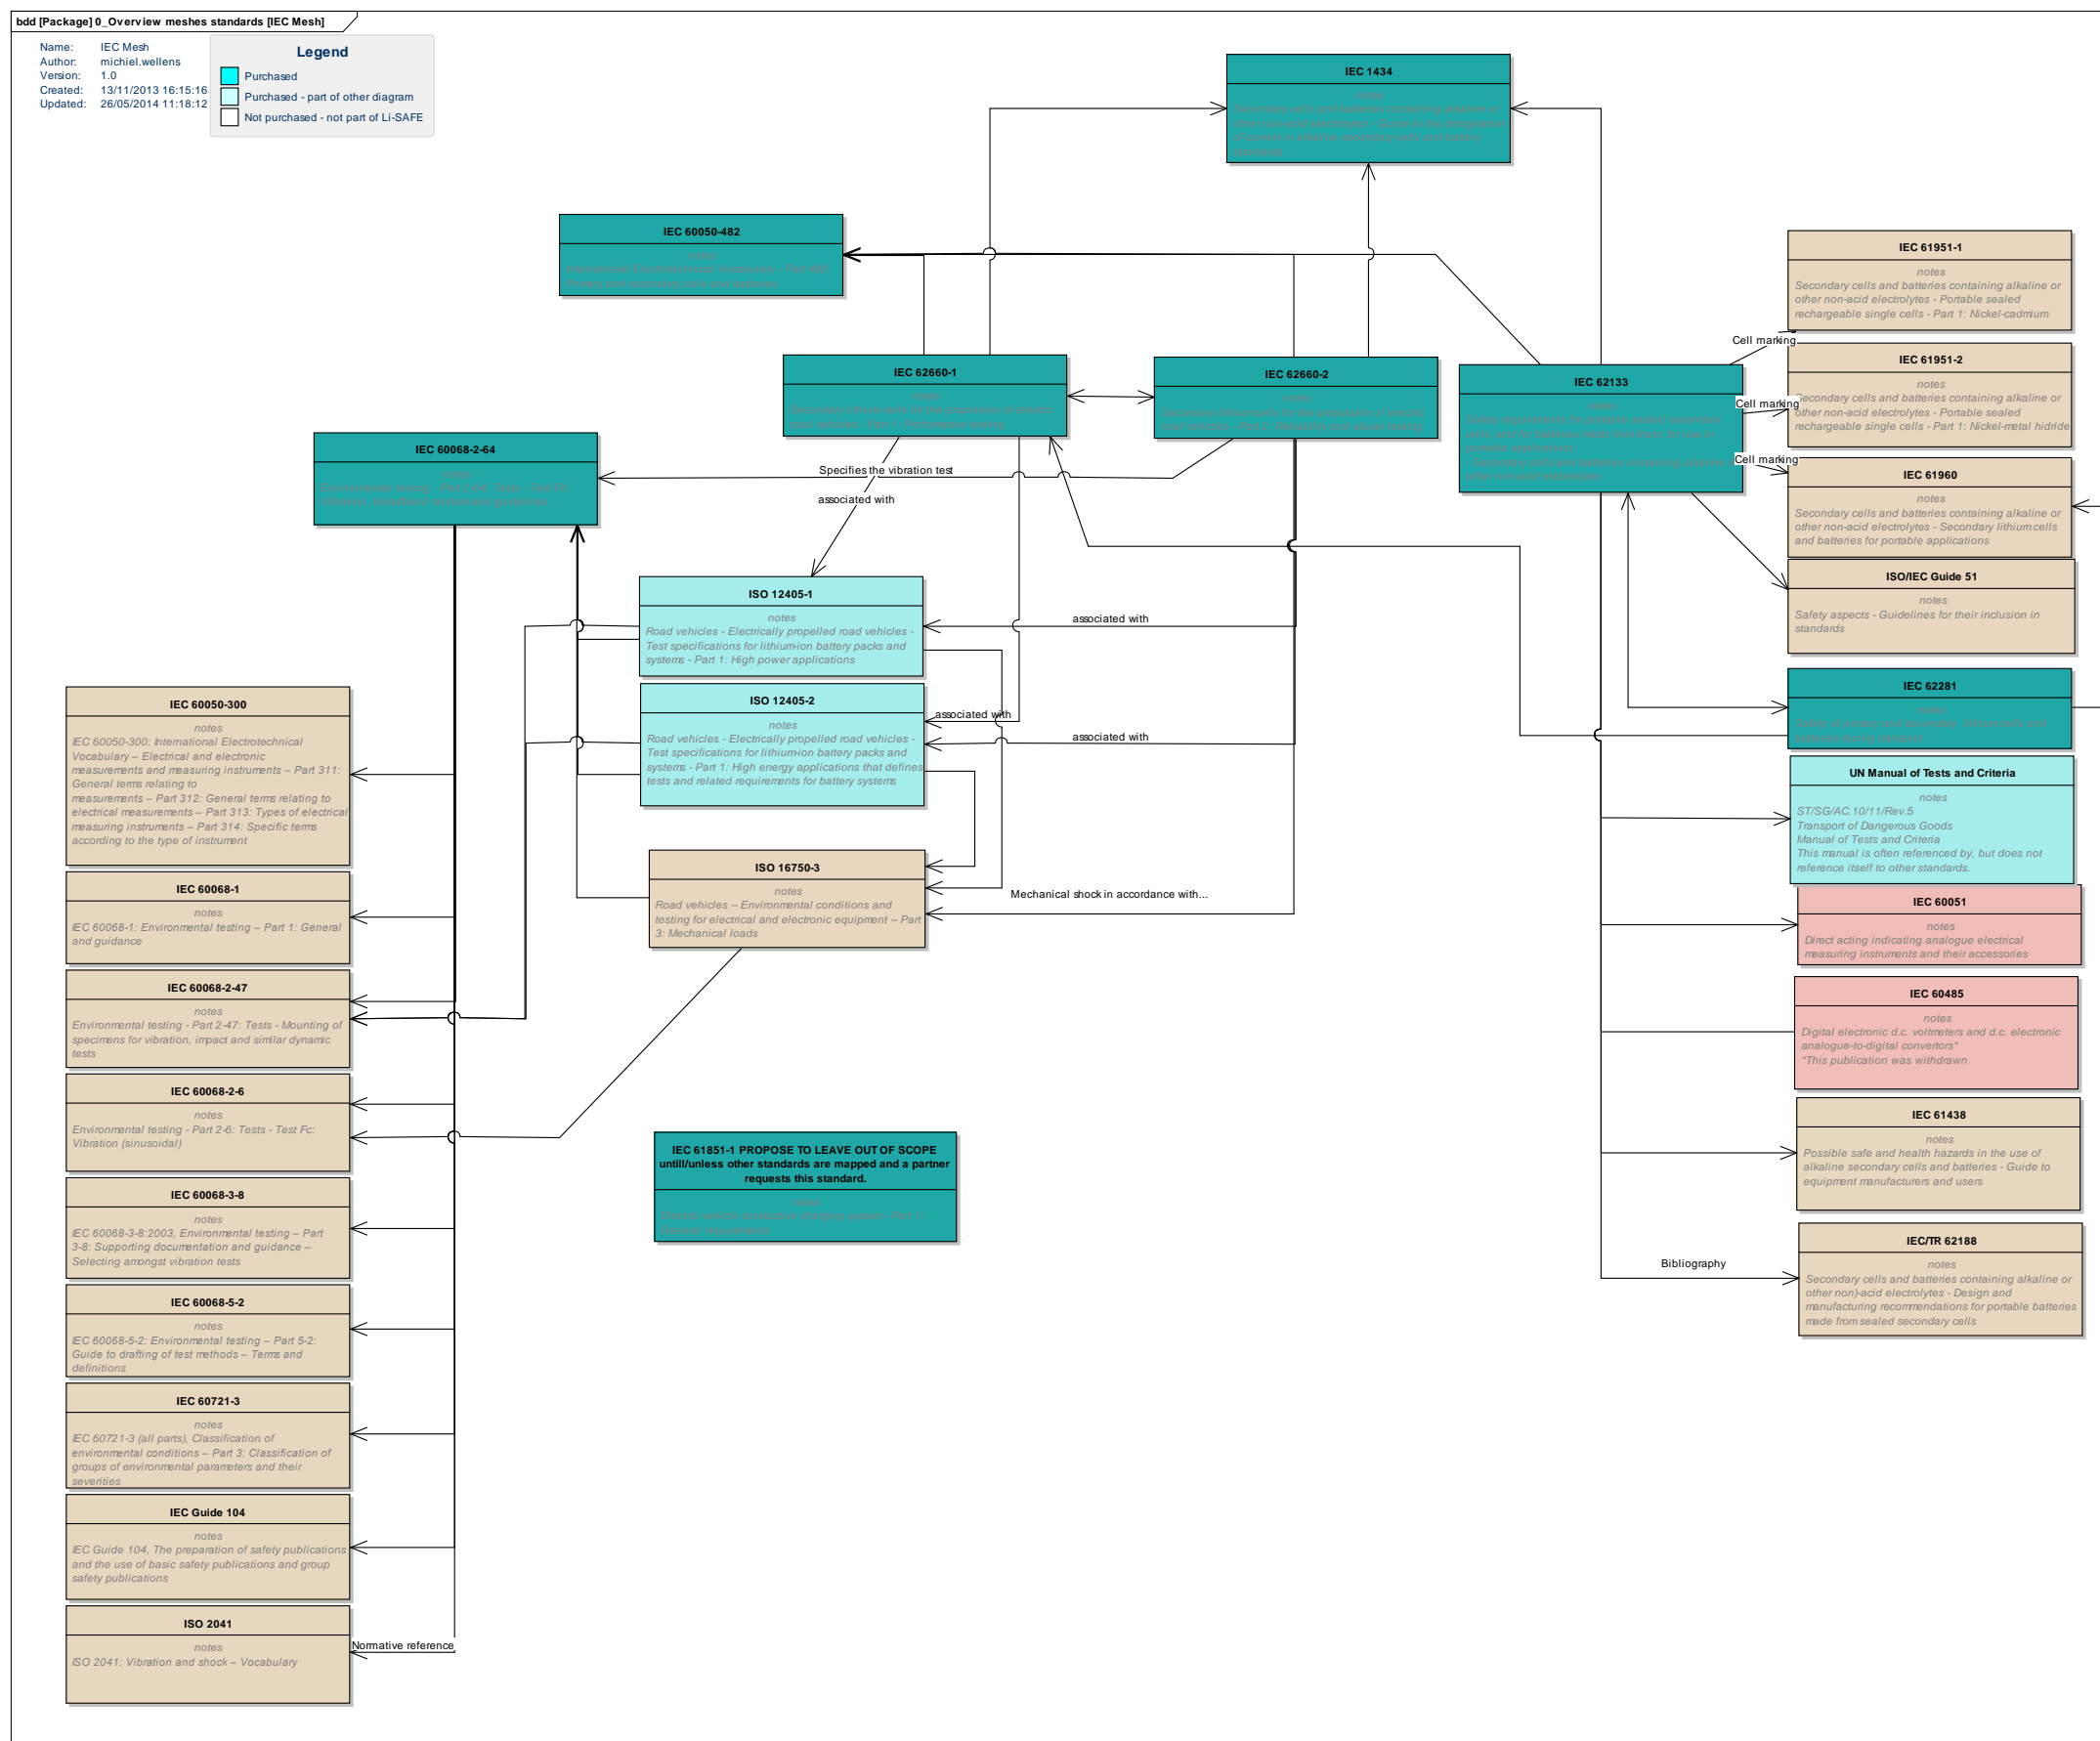 bdd [Package] 0_Overview meshes standards [IEC Mesh]
Name: IEC Mesh
Author: michiel.wellens
Version: 1.0
Created: 13/11/2013 16:15:16
Updated: 26/05/2014 11:18:12
Legend
Purchased
Purchased - part of other diagram
Not purchased - not part of Li-SAFE
IEC 1434
notes
IEC 60050-482
notes
IEC 62660-1
notes
IEC 62660-2
notes
IEC 62133
notes
IEC 60068-2-64
notes
Specifies the vibration test
associated with
Cell marking
Cell marking
Cell marking
IEC 61951-1
notes
Secondary cells and batteries containing alkaline or
other non-acid electrolytes - Portable sealed
rechargeable single cells - Part 1: Nickel-cadmium
IEC 61951-2
notes
Secondary cells and batteries containing alkaline or
other non-acid electrolytes - Portable sealed
rechargeable single cells - Part 1: Nickel-metal hidride
IEC 61960
notes
Secondary cells and batteries containing alkaline or
other non-acid electrolytes - Secondary lithium cells
and batteries for portable applications
ISO/IEC Guide 51
notes
Safety aspects - Guidelines for their inclusion in
standards
IEC 62281
notes
UN Manual of Tests and Criteria
notes
ST/SG/AC.10/11/Rev.5
Transport of Dangerous Goods
Manual of Tests and Criteria
This manual is often referenced by, but does not
reference itself to other standards.
IEC 60051
notes
Direct acting indicating analogue electrical
measuring instruments and their accessories
IEC 60485
notes
Digital electronic d.c. voltmeters and d.c. electronic
analogue-to-digital convertors*
*This publication was withdrawn
IEC 61438
notes
Possible safe and health hazards in the use of
alkaline secondary cells and batteries - Guide to
equipment manufacturers and users
Bibliography
IEC/TR 62188
notes
Secondary cells and batteries containing alkaline or
other non)-acid electrolytes - Design and
manufacturing recommendations for portable batteries
made from sealed secondary cells
ISO 12405-1
notes
Road vehicles - Electrically propelled road vehicles -
Test specifications for lithium-ion battery packs and
systems - Part 1: High power applications
associated with
ISO 12405-2
notes
Road vehicles - Electrically propelled road vehicles -
Test specifications for lithium-ion battery packs and
systems - Part 1: High energy applications that defines
tests and related requirements for battery systems
associated with
associated with
ISO 16750-3
notes
Road vehicles -- Environmental conditions and
testing for electrical and electronic equipment -- Part
3: Mechanical loads
Mechanical shock in accordance with...
IEC 61851-1 PROPOSE TO LEAVE OUT OF SCOPE
untill/unless other standards are mapped and a partner
requests this standard.
notes
IEC 60050-300
notes
IEC 60050-300: International Electrotechnical
Vocabulary – Electrical and electronic
measurements and measuring instruments – Part 311:
General terms relating to
measurements – Part 312: General terms relating to
electrical measurements – Part 313: Types of electrical
measuring instruments – Part 314: Specific terms
according to the type of instrument
IEC 60068-1
notes
IEC 60068-1: Environmental testing – Part 1: General
and guidance
IEC 60068-2-47
notes
Environmental testing - Part 2-47: Tests - Mounting of
specimens for vibration, impact and similar dynamic
tests
IEC 60068-2-6
notes
Environmental testing - Part 2-6: Tests - Test Fc:
Vibration (sinusoidal)
IEC 60068-3-8
notes
IEC 60068-3-8:2003, Environmental testing – Part
3-8: Supporting documentation and guidance –
Selecting amongst vibration tests
IEC 60068-5-2
notes
IEC 60068-5-2: Environmental testing – Part 5-2:
Guide to drafting of test methods – Terms and
definitions
IEC 60721-3
notes
IEC 60721-3 (all parts), Classification of
environmental conditions – Part 3: Classification of
groups of environmental parameters and their
severities
IEC Guide 104
notes
IEC Guide 104, The preparation of safety publications
and the use of basic safety publications and group
safety publications
ISO 2041
notes
ISO 2041: Vibration and shock – Vocabulary
Normative reference